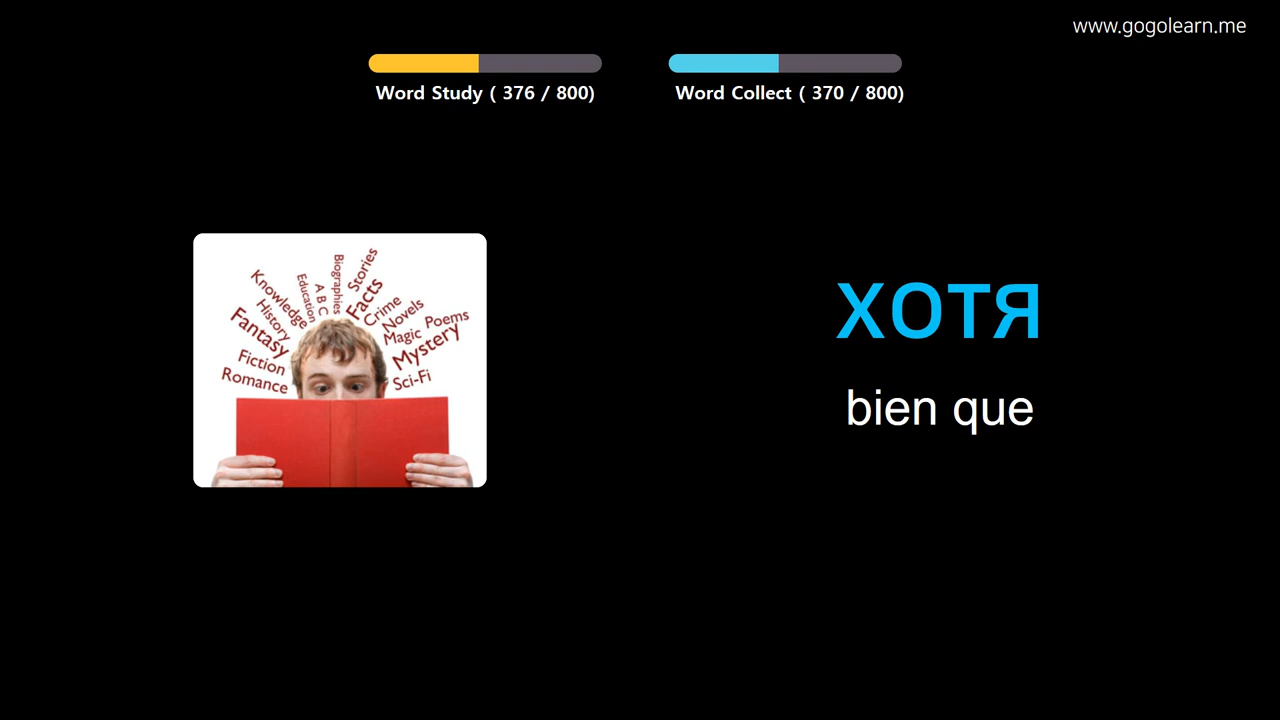 www.gogolearn.me
Word Study ( 376 / 800)
Word Collect ( 370 / 800)
Stories
Biographies
Facts
A B C
Education
Knowledge
Crime
History
Novels
Poems
Fantasy
Magic
Mystery
Fiction
Sci-Fi
Romance
хотя
bien que